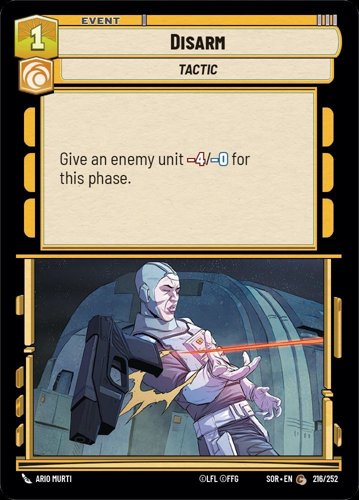 EVENT
1
DISARM
TACTIC
Give an enemy unit -4/-0 for
this phase.
ARIO MURTI
©LFL ©FFG
SOR • EN C 216/252